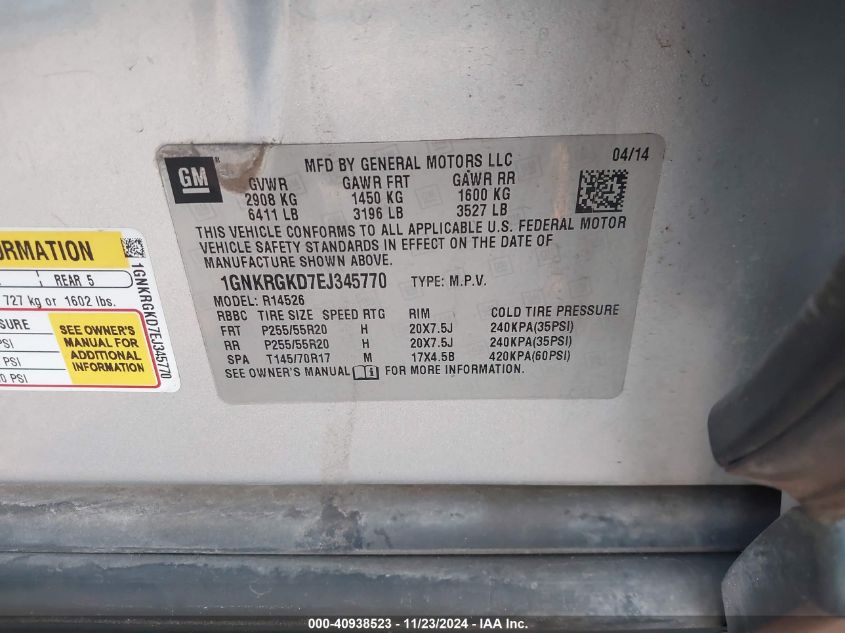 GM
MFD BY GENERAL MOTORS LLC
04/14
GVWR GAWR FRT GAWR RR
2908 KG 1450 KG 1600 KG
6411 LB 3196 LB 3527 LB
THIS VEHICLE CONFORMS TO ALL APPLICABLE U.S. FEDERAL MOTOR
VEHICLE SAFETY STANDARDS IN EFFECT ON THE DATE OF
MANUFACTURE SHOWN ABOVE.
1GNKRGKD7EJ345770 TYPE: M.P.V.
MODEL: R14526
RBBC TIRE SIZE SPEED RTG RIM COLD TIRE PRESSURE
FRT P255/55R20 H 20X7.5J 240KPA(35PSI)
RR P255/55R20 H 20X7.5J 240KPA(35PSI)
SPA T145/70R17 M 17X4.5B 420KPA(60PSI)
SEE OWNER'S MANUAL FOR MORE INFORMATION.
REAR 5
727 kg or 1602 lbs.
SEE OWNER'S
MANUAL FOR
ADDITIONAL
INFORMATION
PSI
PSI
1GNKRGKD7EJ345770
000-40938523 - 11/23/2024 - IAA Inc.